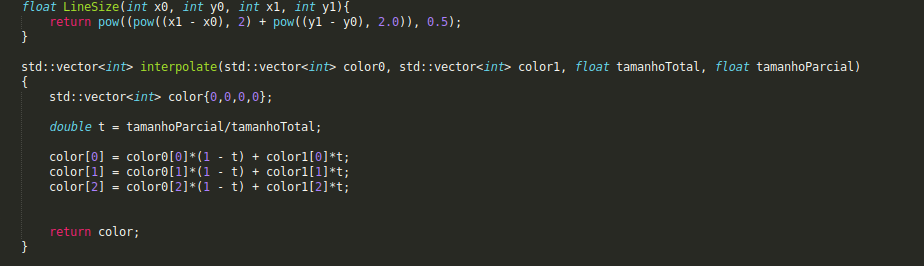 float LineSize(int x0, int y0, int x1, int y1){
return pow((pow((x1 - x0), 2) + pow((y1 - y0), 2.0)), 0.5);
}
std::vector<int> interpolate(std::vector<int> color0, std::vector<int> color1, float tamanhoTotal, float tamanhoParcial)
{
std::vector<int> color{0,0,0,0};
double t = tamanhoParcial/tamanhoTotal;
color[0] = color0[0]*(1 - t) + color1[0]*t;
color[1] = color0[1]*(1 - t) + color1[1]*t;
color[2] = color0[2]*(1 - t) + color1[2]*t;
return color;
}